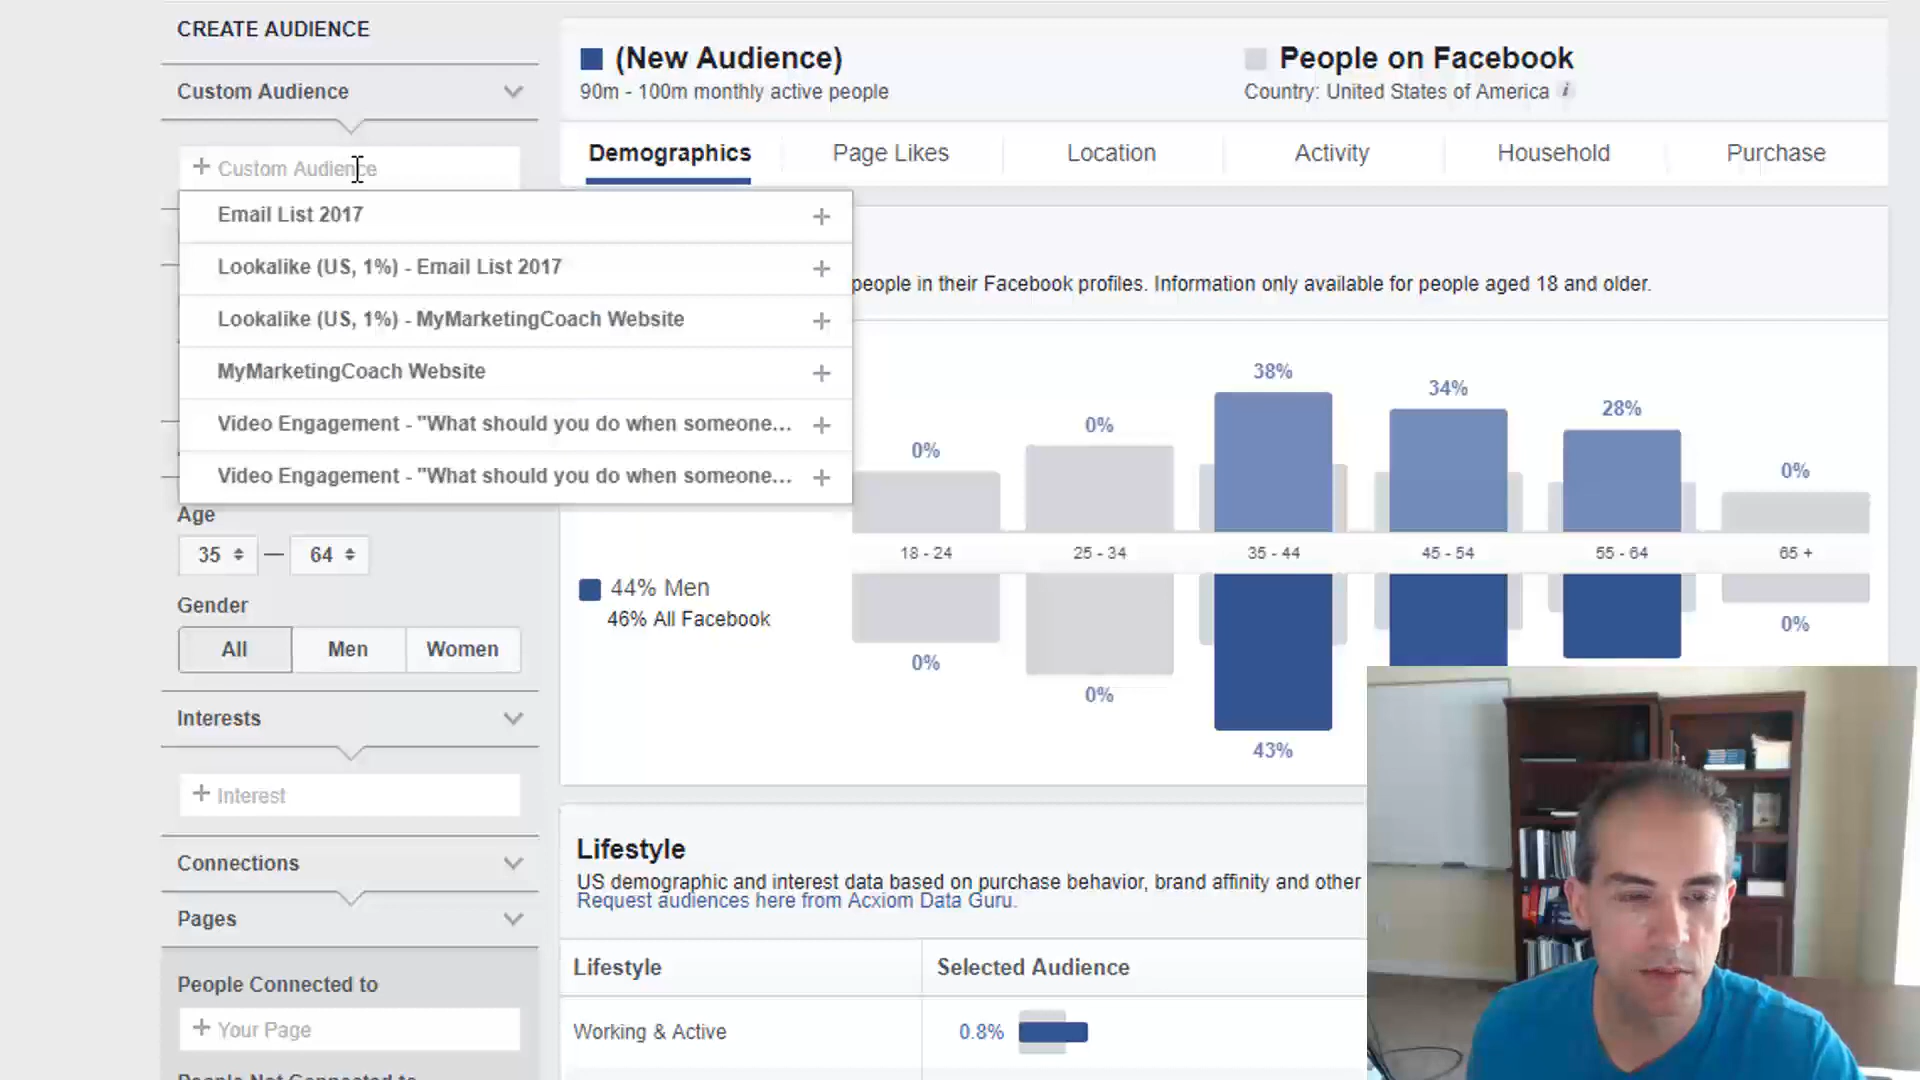 CREATE AUDIENCE
Custom Audience
+ Custom Audience
Email List 2017 +
Lookalike (US, 1%) - Email List 2017 +
Lookalike (US, 1%) - MyMarketingCoach Website +
MyMarketingCoach Website +
Video Engagement - "What should you do when someone... +
Video Engagement - "What should you do when someone... +
Age
35 — 64
Gender
All Men Women
Interests
+ Interest
Connections
Pages
People Connected to
+ Your Page
People Not Connected to
(New Audience)
90m - 100m monthly active people
People on Facebook
Country: United States of America i
Demographics Page Likes Location Activity Household Purchase
people in their Facebook profiles. Information only available for people aged 18 and older.
0% 0% 38% 34% 28% 0%
18 - 24 25 - 34 35 - 44 45 - 54 55 - 64 65 +
44% Men
46% All Facebook
0% 0% 43% 0%
Lifestyle
US demographic and interest data based on purchase behavior, brand affinity and other
Request audiences here from Acxiom Data Guru.
Lifestyle Selected Audience
Working & Active 0.8%